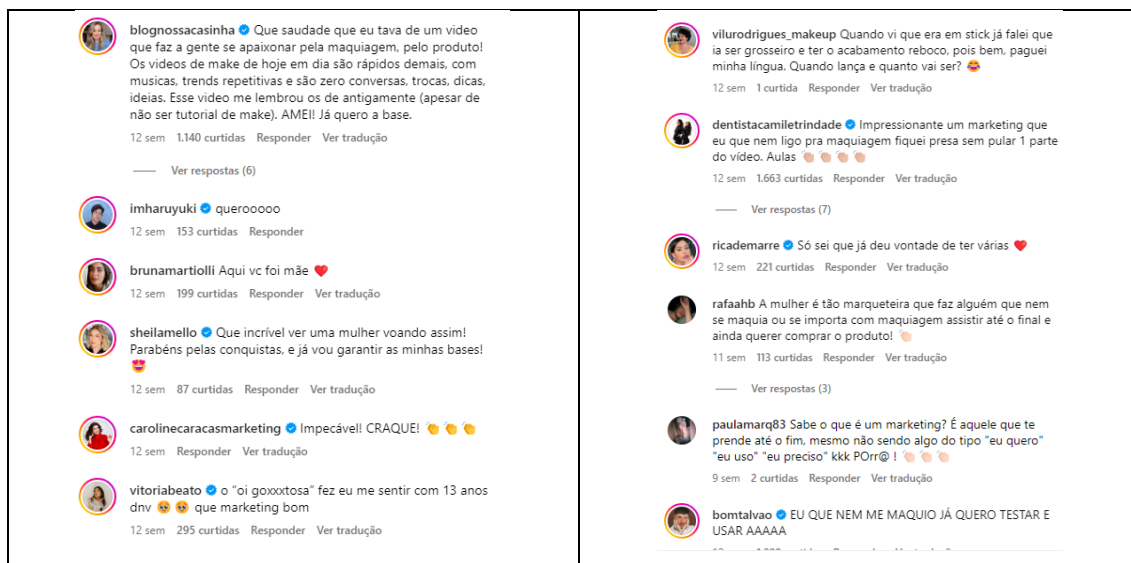 blognossacasinha Que saudade que eu tava de um video
que faz a gente se apaixonar pela maquiagem, pelo produto!
Os videos de make de hoje em dia são rápidos demais, com
musicas, trends repetitivas e são zero conversas, trocas, dicas,
ideias. Esse video me lembrou os de antigamente (apesar de
não ser tutorial de make). AMEI! Já quero a base.
12 sem 1.140 curtidas Responder Ver tradução
Ver respostas (6)
imharuyuki querooooo
12 sem 153 curtidas Responder
brunamartiolli Aqui vc foi mãe ❤️
12 sem 199 curtidas Responder Ver tradução
sheilamello Que incrível ver uma mulher voando assim!
Parabéns pelas conquistas, e já vou garantir as minhas bases!
😍
12 sem 87 curtidas Responder Ver tradução
carolinecaracasmarketing Impecável! CRAQUE! 👏 👏 👏
12 sem Responder Ver tradução
vitoriabeato o "oi goxxxtosa" fez eu me sentir com 13 anos
dnv 🥹 🥹 que marketing bom
12 sem 295 curtidas Responder Ver tradução
vilurodrigues_makeup Quando vi que era em stick já falei que
ia ser grosseiro e ter o acabamento reboco, pois bem, paguei
minha língua. Quando lança e quanto vai ser? 😂
12 sem 1 curtida Responder Ver tradução
dentistacamiletrindade Impressionante um marketing que
eu que nem ligo pra maquiagem fiquei presa sem pular 1 parte
do vídeo. Aulas 👏🏻 👏🏻 👏🏻 👏🏻
12 sem 1.663 curtidas Responder Ver tradução
Ver respostas (7)
ricademarre Só sei que já deu vontade de ter várias ❤️
12 sem 221 curtidas Responder Ver tradução
rafaahb A mulher é tão marqueteira que faz alguém que nem
se maquia ou se importa com maquiagem assistir até o final e
ainda querer comprar o produto! 👏🏻
11 sem 113 curtidas Responder Ver tradução
Ver respostas (3)
paulamarq83 Sabe o que é um marketing? É aquele que te
prende até o fim, mesmo não sendo algo do tipo "eu quero"
"eu uso" "eu preciso" kkk POrr@ ! 👏🏻 👏🏻 👏🏻
9 sem 2 curtidas Responder Ver tradução
bomtalvao EU QUE NEM ME MAQUIO JÁ QUERO TESTAR E
USAR AAAAA